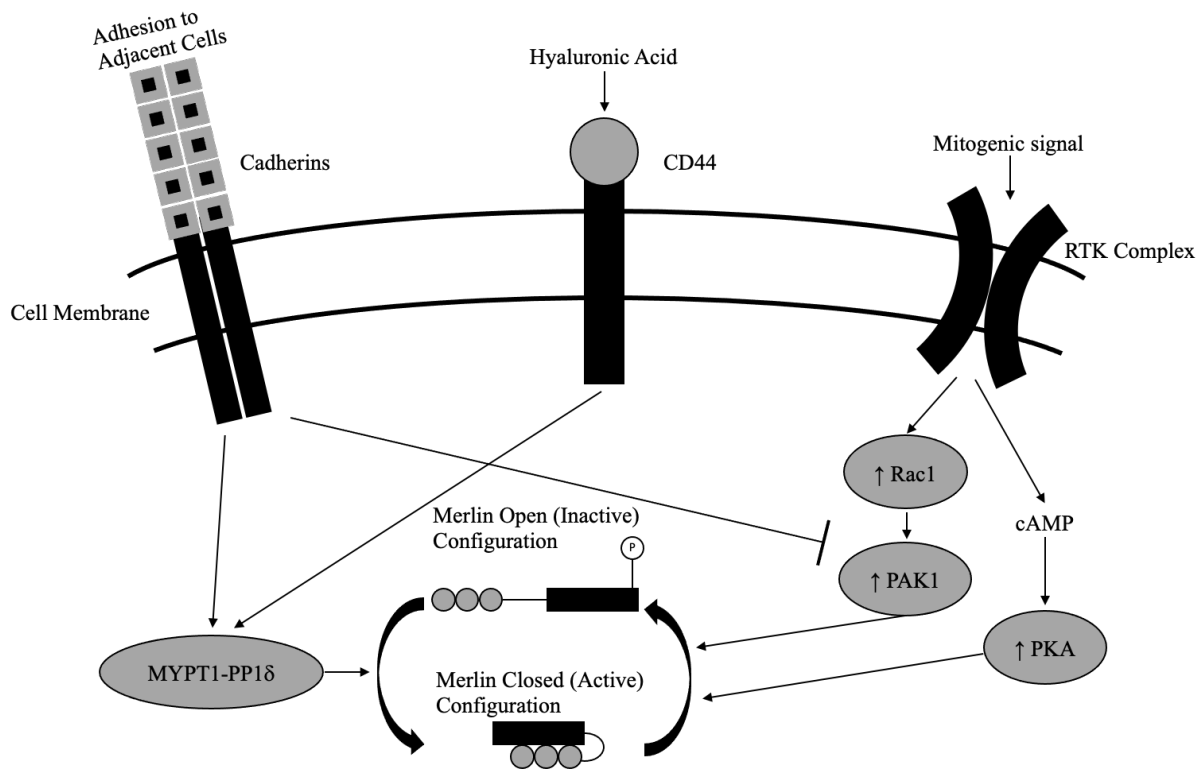 Adhesion to
Adjacent Cells
Hyaluronic Acid
Mitogenic signal
Cadherins
CD44
RTK Complex
Cell Membrane
↑ Rac1
Merlin Open (Inactive)
Configuration
cAMP
P
↑ PAK1
MYPT1-PP1δ
↑ PKA
Merlin Closed (Active)
Configuration